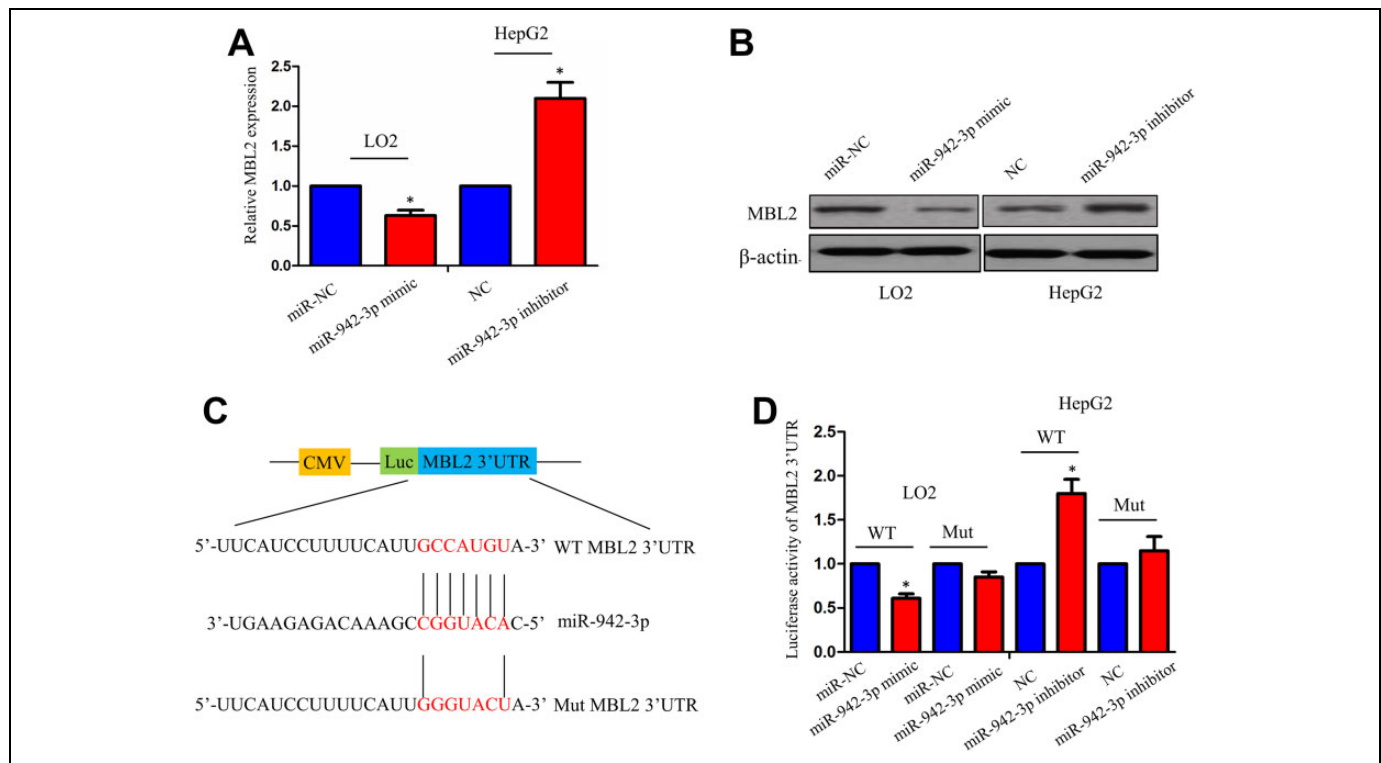 A
HepG2
Relative MBL2 expression
2.5
2.0
1.5
1.0
0.5
0.0
LO2
*
*
miR-NC
miR-942-3p mimic
NC
miR-942-3p inhibitor
B
miR-NC
miR-942-3p mimic
NC
miR-942-3p inhibitor
MBL2
β-actin-
LO2
HepG2
C
CMV
Luc
MBL2 3’UTR
5’-UUCAUCCUUUUCAUUGCCAUGUA-3’ WT MBL2 3’UTR
3’-UGAAGAGACAAAGCCGGUACAC-5’ miR-942-3p
5’-UUCAUCCUUUUCAUUGGGUACUA-3’ Mut MBL2 3’UTR
D
HepG2
Luciferase activity of MBL2 3’UTR
2.5
2.0
1.5
1.0
0.5
0.0
LO2
WT
Mut
WT
Mut
*
*
miR-NC
miR-942-3p mimic
miR-NC
miR-942-3p mimic
NC
miR-942-3p inhibitor
NC
miR-942-3p inhibitor